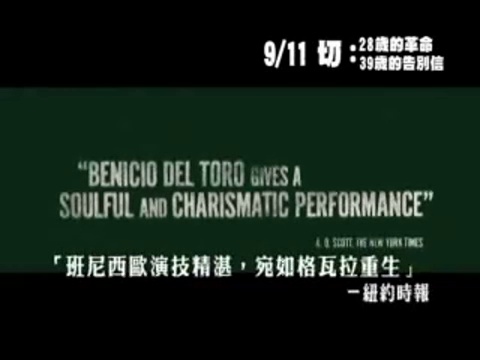 9/11 切：28歲的革命
39歲的告別信
"BENICIO DEL TORO GIVES A
SOULFUL AND CHARISMATIC PERFORMANCE"
A. O. SCOTT, THE NEW YORK TIMES
「班尼西歐演技精湛，宛如格瓦拉重生」
－紐約時報